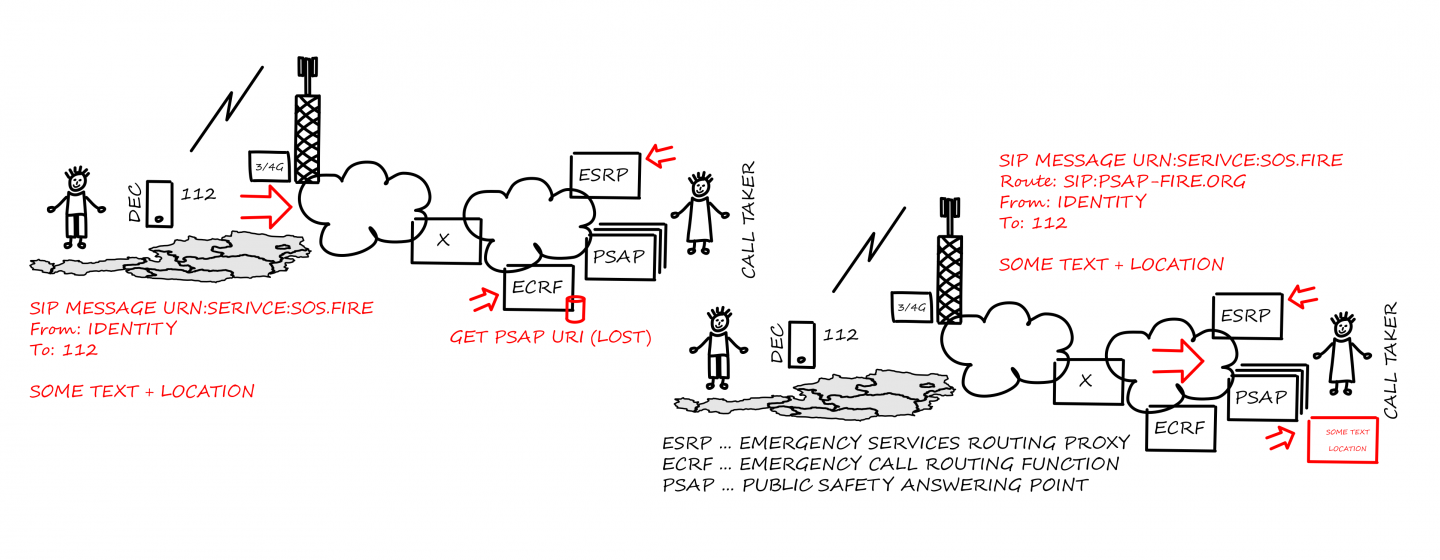 3/4G
ESRP
DEC
112
CALL TAKER
X
PSAP
ECRF
SIP MESSAGE URN:SERIVCE:SOS.FIRE
From: IDENTITY
To: 112
SOME TEXT + LOCATION
GET PSAP URI (LOST)
SIP MESSAGE URN:SERIVCE:SOS.FIRE
Route: SIP:PSAP-FIRE.ORG
From: IDENTITY
To: 112
SOME TEXT + LOCATION
3/4G
ESRP
DEC
112
CALL TAKER
X
PSAP
ECRF
SOME TEXT
LOCATION
ESRP ... EMERGENCY SERVICES ROUTING PROXY
ECRF ... EMERGENCY CALL ROUTING FUNCTION
PSAP ... PUBLIC SAFETY ANSWERING POINT